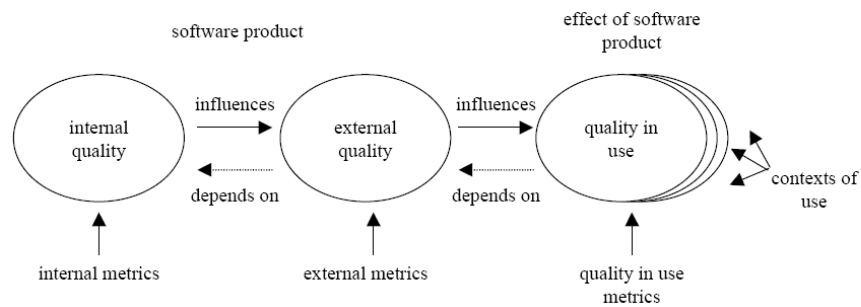 software product
effect of software
product
internal
quality
influences
depends on
external
quality
influences
depends on
quality in
use
contexts of
use
internal metrics
external metrics
quality in use
metrics